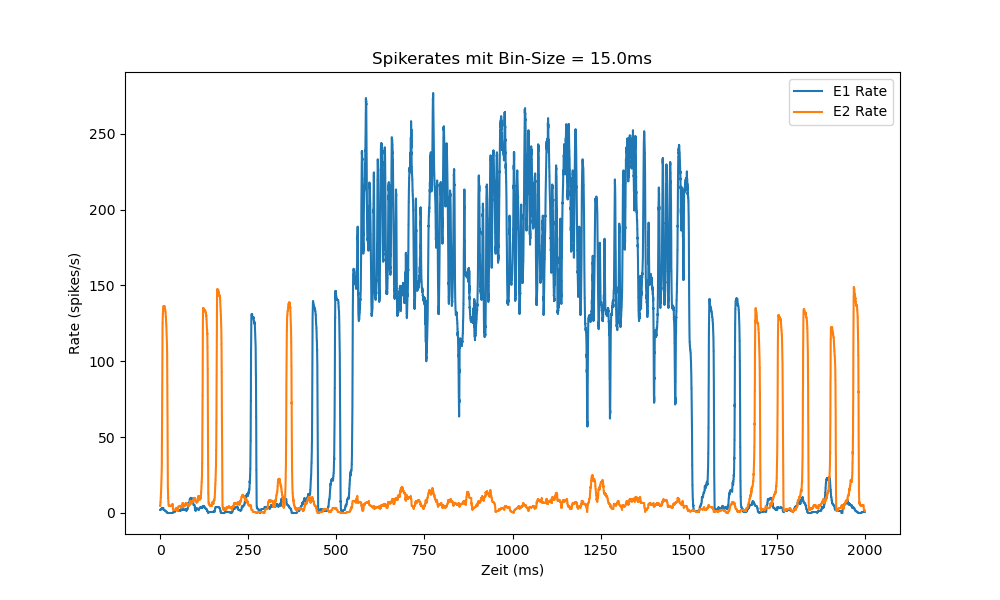 Spikerates mit Bin-Size = 15.0ms
E1 Rate
E2 Rate
Rate (spikes/s)
250
200
150
100
50
0
0 250 500 750 1000 1250 1500 1750 2000
Zeit (ms)